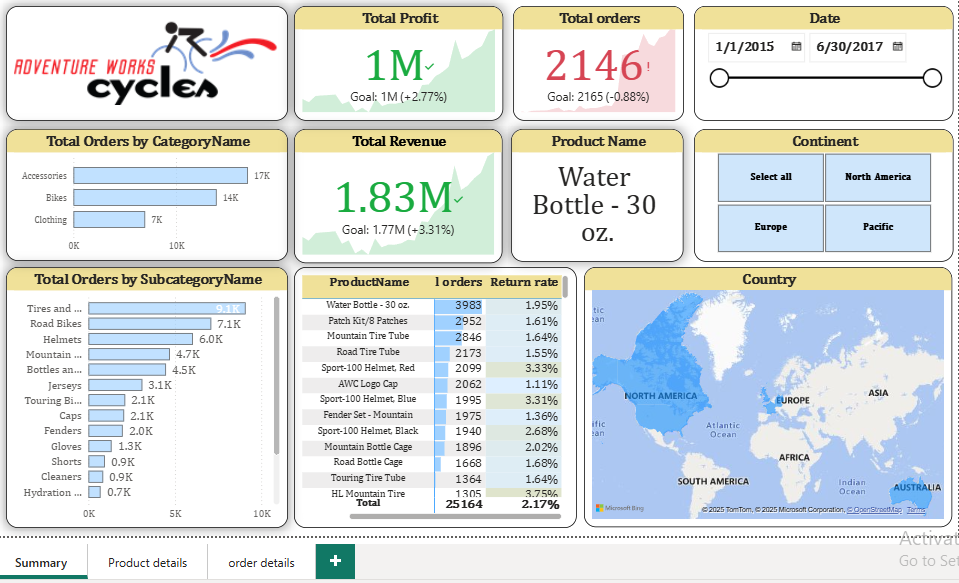 ADVENTURE WORKS
cycles
Total Profit
1M
Goal: 1M (+2.77%)
Total orders
2146!
Goal: 2165 (-0.88%)
Date
1/1/2015
6/30/2017
Total Orders by CategoryName
Accessories 17K
Bikes 14K
Clothing 7K
0K 10K
Total Revenue
1.83M
Goal: 1.77M (+3.31%)
Product Name
Water
Bottle - 30
oz.
Continent
Select all
North America
Europe
Pacific
Total Orders by SubcategoryName
Tires and ... 9.1K
Road Bikes 7.1K
Helmets 6.0K
Mountain ... 4.7K
Bottles an... 4.5K
Jerseys 3.1K
Touring Bi... 2.1K
Caps 2.1K
Fenders 2.0K
Gloves 1.3K
Shorts 0.9K
Cleaners 0.9K
Hydration ... 0.7K
0K 5K 10K
ProductName l orders Return rate
Water Bottle - 30 oz. 3983 1.95%
Patch Kit/8 Patches 2952 1.61%
Mountain Tire Tube 2846 1.64%
Road Tire Tube 2173 1.55%
Sport-100 Helmet, Red 2099 3.33%
AWC Logo Cap 2062 1.11%
Sport-100 Helmet, Blue 1995 3.31%
Fender Set - Mountain 1975 1.36%
Sport-100 Helmet, Black 1940 2.68%
Mountain Bottle Cage 1896 2.02%
Road Bottle Cage 1668 1.68%
Touring Tire Tube 1364 1.64%
HL Mountain Tire 1305 3.75%
Total 25164 2.17%
Country
tic
ean
NORTH AMERICA
EUROPE
ASIA
Atlantic
Ocean
cific
ean
AFRICA
SOUTH AMERICA
Indian
Ocean
AUSTRALIA
Microsoft Bing
© 2025 TomTom, © 2025 Microsoft Corporation, © OpenStreetMap Terms
Activat
Go to Set
Summary
Product details
order details
+